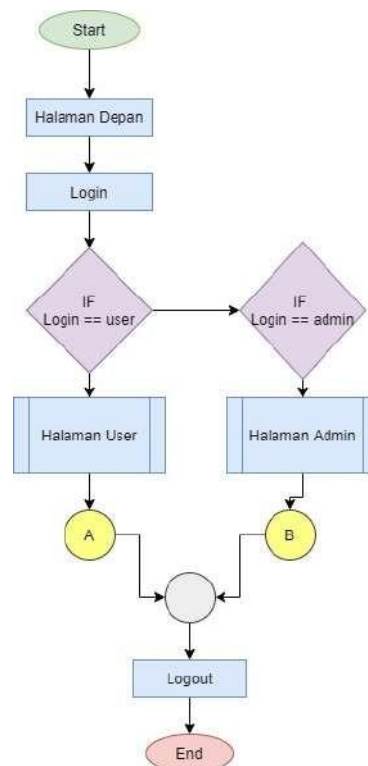 Start
Halaman Depan
Login
IF
Login == user
IF
Login == admin
Halaman User
Halaman Admin
A
B
Logout
End